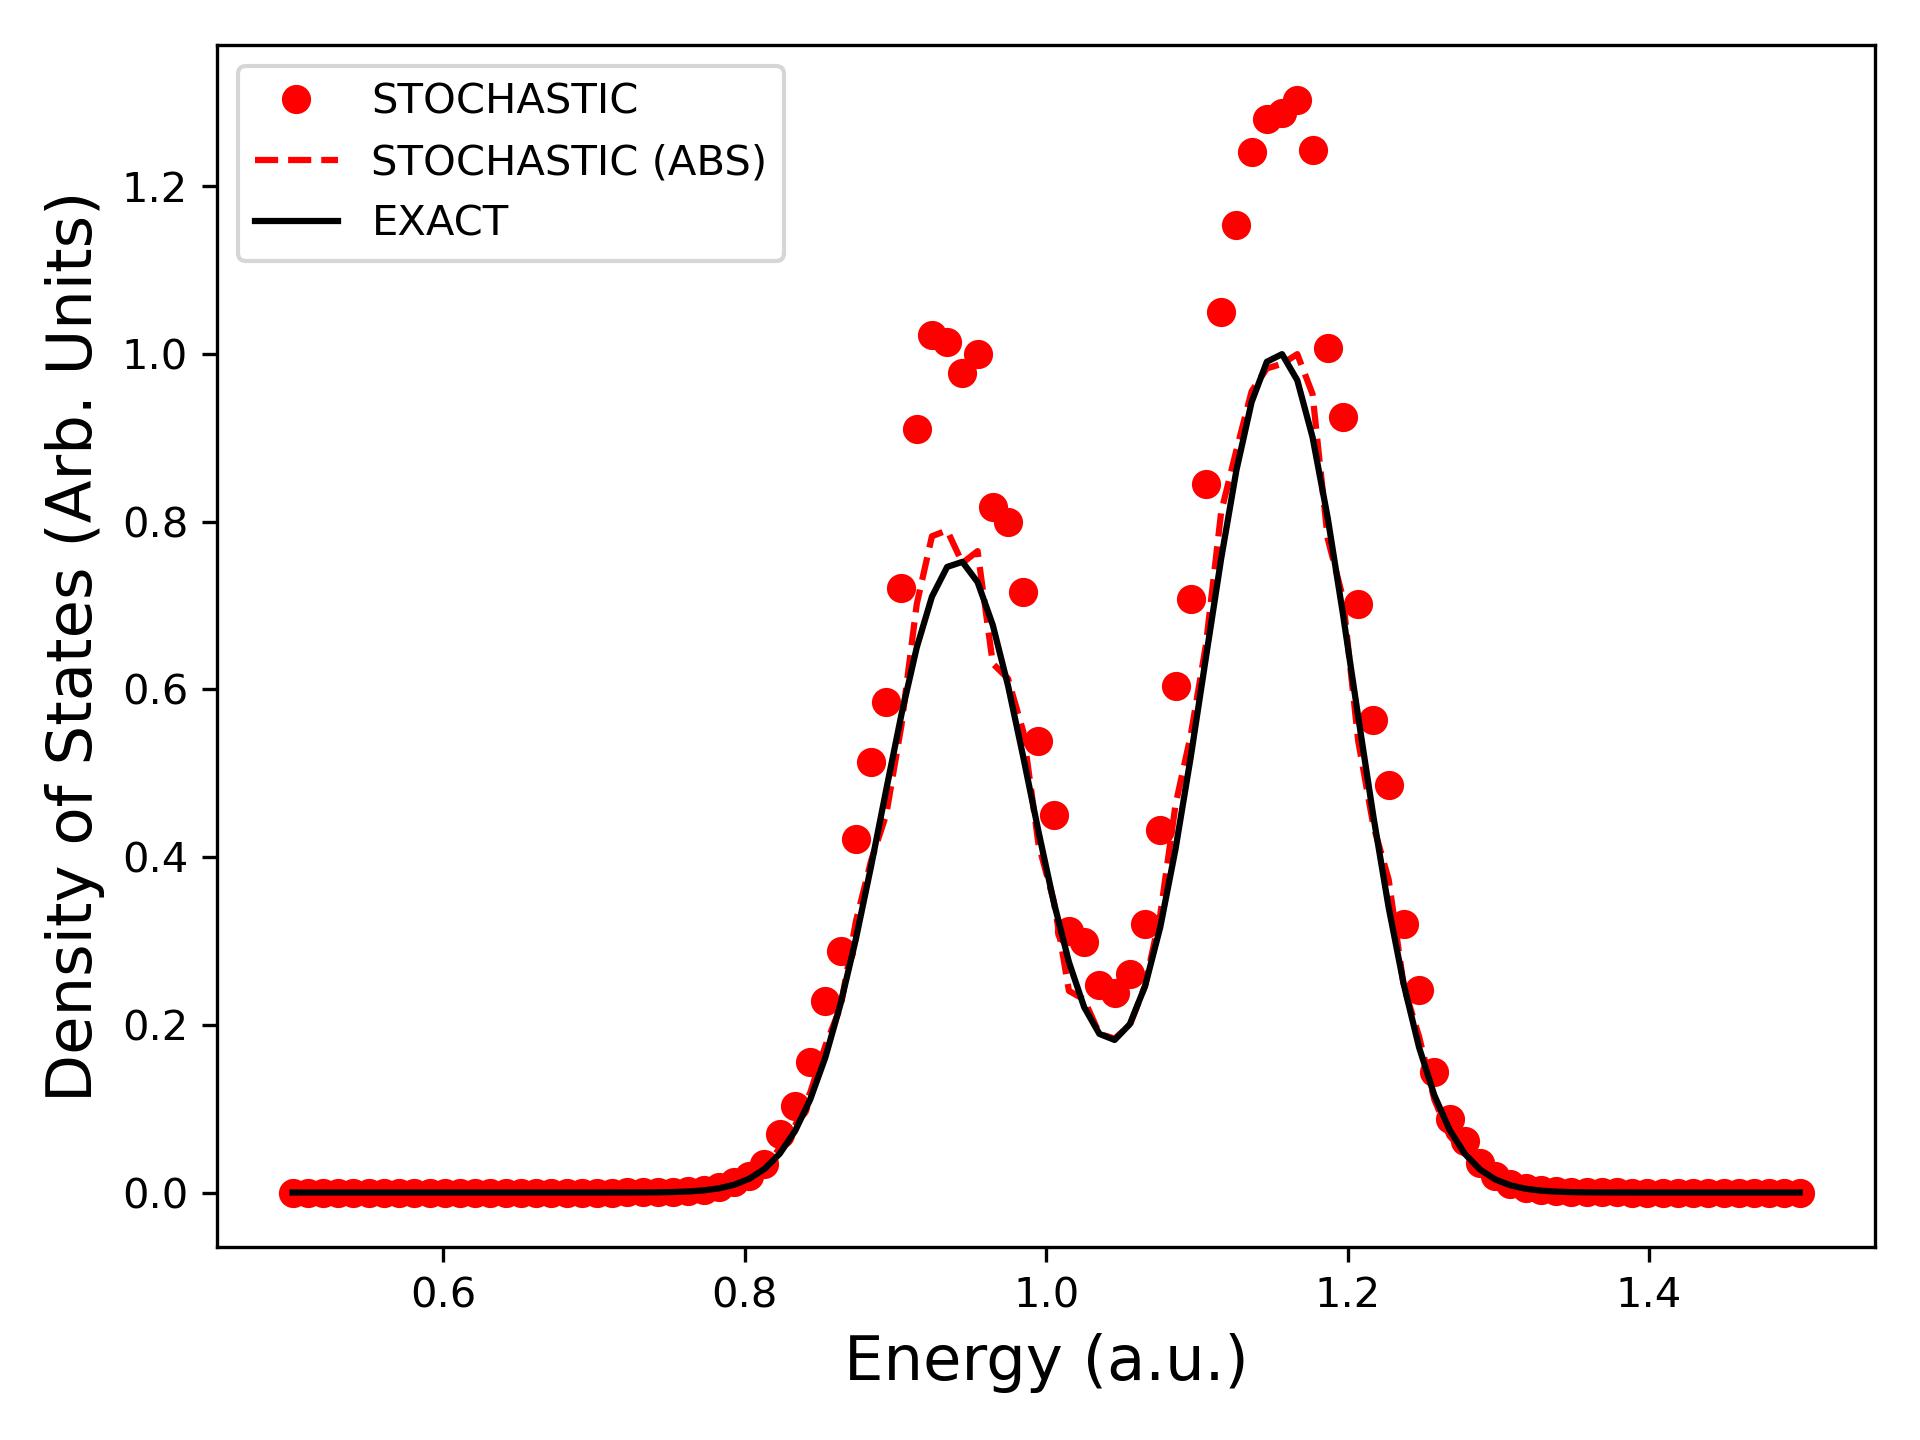 STOCHASTIC
STOCHASTIC (ABS)
EXACT
Density of States (Arb. Units)
1.2
1.0
0.8
0.6
0.4
0.2
0.0
0.6 0.8 1.0 1.2 1.4
Energy (a.u.)